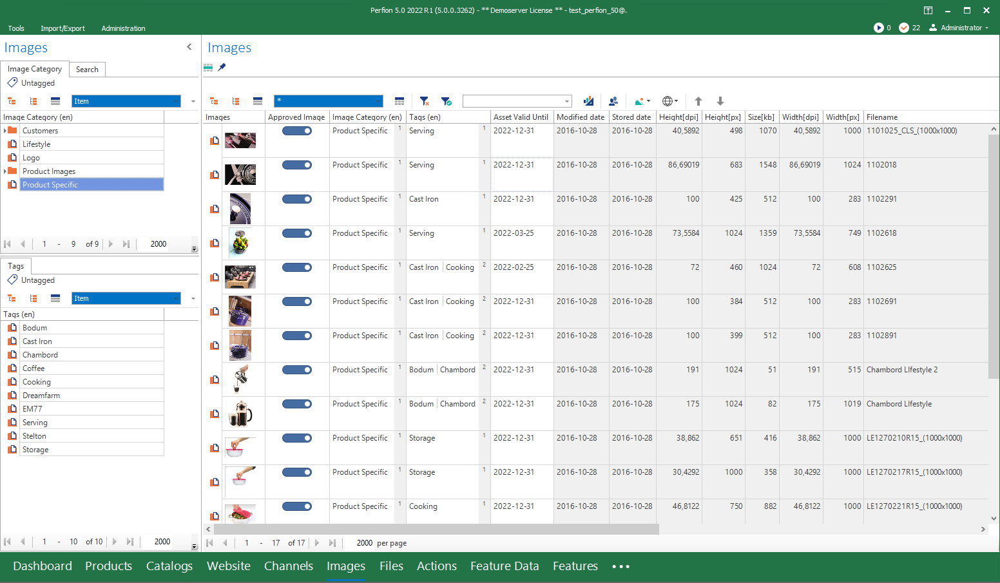 Perfion 5.0 2022 R1 (5.0.0.3262) - ** Demoserver License ** - test_perfion_50@.
Tools Import/Export Administration 0 22 Administrator
Images
Image Category Search
Untagged
Item
Image Category (en)
Customers
Lifestyle
Logo
Product Images
Product Specific
1 - 9 of 9 2000
Tags
Untagged
Item
Tags (en)
Bodum
Cast Iron
Chambord
Coffee
Cooking
Dreamfarm
EM77
Serving
Stelton
Storage
1 - 10 of 10 2000
Images
*
Images Approved Image Image Category (en) Tags (en) Asset Valid Until Modified date Stored date Height[dpi] Height[px] Size[kb] Width[dpi] Width[px] Filename
Product Specific 1 Serving 1 2022-12-31 2016-10-28 2016-10-28 40,5892 498 1070 40,5892 1000 1101025_CLS_(1000x1000)
Product Specific 1 Serving 1 2022-12-31 2016-10-28 2016-10-28 86,69019 683 1548 86,69019 1024 1102018
Product Specific 1 Cast Iron 1 2022-12-31 2016-10-28 2016-10-28 100 425 512 100 283 1102291
Product Specific 1 Serving 1 2022-03-25 2016-10-28 2016-10-28 73,5584 1024 1359 73,5584 749 1102618
Product Specific 1 Cast Iron Cooking 2 2022-02-25 2016-10-28 2016-10-28 72 460 1024 72 608 1102625
Product Specific 1 Cast Iron Cooking 2 2022-12-31 2016-10-28 2016-10-28 100 384 512 100 283 1102691
Product Specific 1 Cast Iron Cooking 2 2022-12-31 2016-10-28 2016-10-28 100 399 512 100 283 1102891
Product Specific 1 Bodum Chambord 2 2022-12-31 2016-10-28 2016-10-28 191 1024 51 191 515 Chambord LIfestyle 2
Product Specific 1 Bodum Chambord 2 2022-12-31 2016-10-28 2016-10-28 175 1024 82 175 1019 Chambord LIfestyle
Product Specific 1 Storage 1 2022-12-31 2016-10-28 2016-10-28 38,862 651 416 38,862 1000 LE1270210R15_(1000x1000)
Product Specific 1 Storage 1 2022-12-31 2016-10-28 2016-10-28 30,4292 1000 358 30,4292 1000 LE1270217R15_(1000x1000)
Product Specific 1 Cooking 1 2022-12-31 2016-10-28 2016-10-28 46,8122 750 882 46,8122 1000 LE1270221R15_(1000x1000)
1 - 17 of 17 2000 per page
Dashboard Products Catalogs Website Channels Images Files Actions Feature Data Features